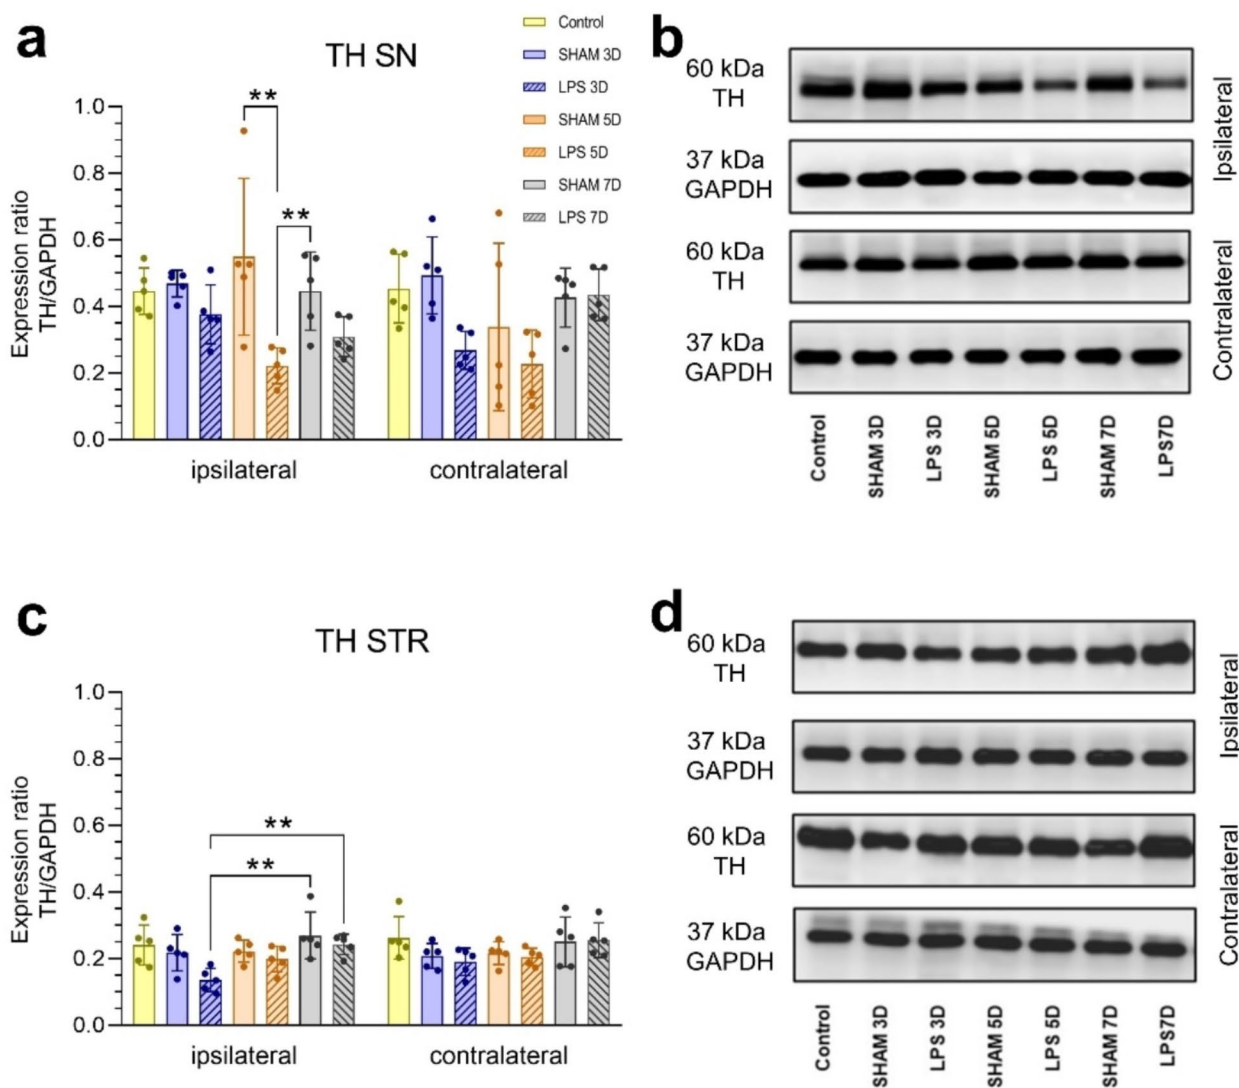 a
TH SN
Control
SHAM 3D
LPS 3D
SHAM 5D
LPS 5D
SHAM 7D
LPS 7D
Expression ratio
TH/GAPDH
1.0
0.8
0.6
0.4
0.2
0.0
**
**
ipsilateral
contralateral
b
60 kDa
TH
37 kDa
GAPDH
60 kDa
TH
37 kDa
GAPDH
Ipsilateral
Contralateral
Control
SHAM 3D
LPS 3D
SHAM 5D
LPS 5D
SHAM 7D
LPS7D
c
TH STR
Expression ratio
TH/GAPDH
1.0
0.8
0.6
0.4
0.2
0.0
**
**
ipsilateral
contralateral
d
60 kDa
TH
37 kDa
GAPDH
60 kDa
TH
37 kDa
GAPDH
Ipsilateral
Contralateral
Control
SHAM 3D
LPS 3D
SHAM 5D
LPS 5D
SHAM 7D
LPS7D